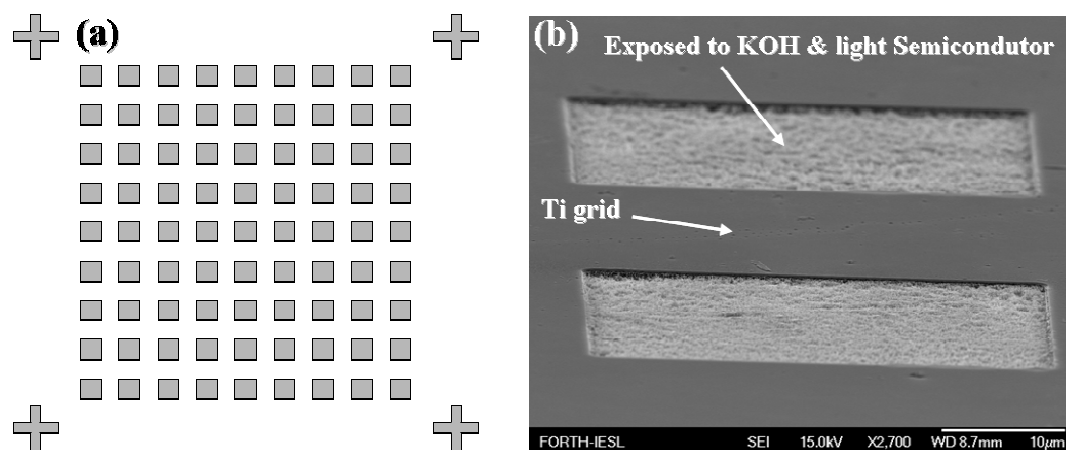 (a)
(b)
Exposed to KOH & light Semicondutor
Ti grid
FORTH-IESL SEI 15.0kV X2,700 WD 8.7mm 10μm